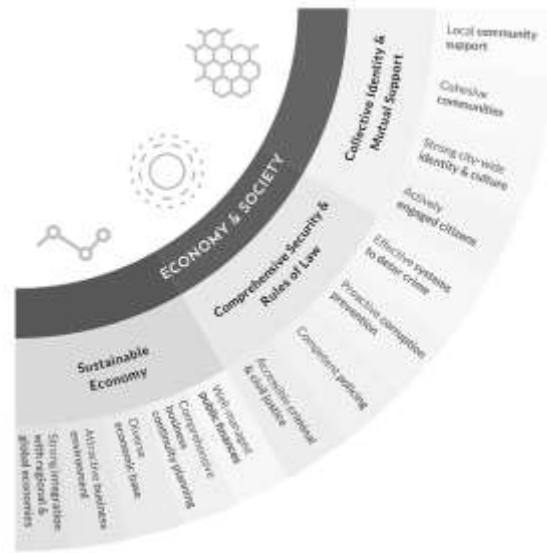 ECONOMY & SOCIETY
Collective Identity &
Mutual Support
Local community
support
Cohesive
communities
Strong city-wide
identity & culture
Actively
engaged citizens
Comprehensive Security &
Rules of Law
Effective systems
to deter crime
Proactive corruption
prevention
Competent policing
Accessible criminal
& civil justice
Sustainable
Economy
Well-managed
public finances
Comprehensive
business
continuity planning
Diverse
economic base
Attractive business
environment
Strong integration
with regional &
global economies